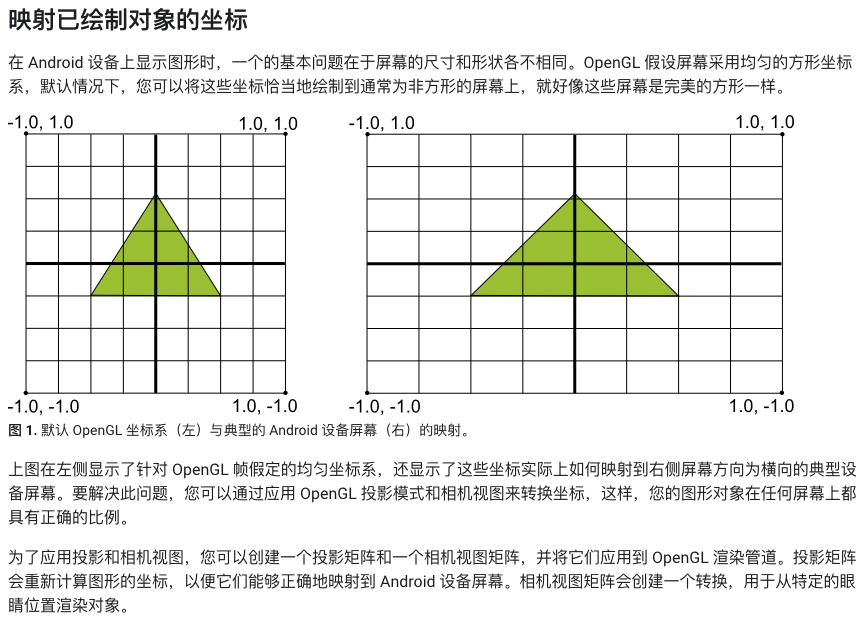 映射已绘制对象的坐标
在 Android 设备上显示图形时，一个的基本问题在于屏幕的尺寸和形状各不相同。OpenGL 假设屏幕采用均匀的方形坐标
系，默认情况下，您可以将这些坐标恰当地绘制到通常为非方形的屏幕上，就好像这些屏幕是完美的方形一样。
-1.0, 1.0 1.0, 1.0 -1.0, 1.0 1.0, 1.0
-1.0, -1.0 1.0, -1.0 -1.0, -1.0 1.0, -1.0
图 1. 默认 OpenGL 坐标系（左）与典型的 Android 设备屏幕（右）的映射。
上图在左侧显示了针对 OpenGL 帧假定的均匀坐标系，还显示了这些坐标实际上如何映射到右侧屏幕方向为横向的典型设
备屏幕。要解决此问题，您可以通过应用 OpenGL 投影模式和相机视图来转换坐标，这样，您的图形对象在任何屏幕上都
具有正确的比例。
为了应用投影和相机视图，您可以创建一个投影矩阵和一个相机视图矩阵，并将它们应用到 OpenGL 渲染管道。投影矩阵
会重新计算图形的坐标，以便它们能够正确地映射到 Android 设备屏幕。相机视图矩阵会创建一个转换，用于从特定的眼
睛位置渲染对象。